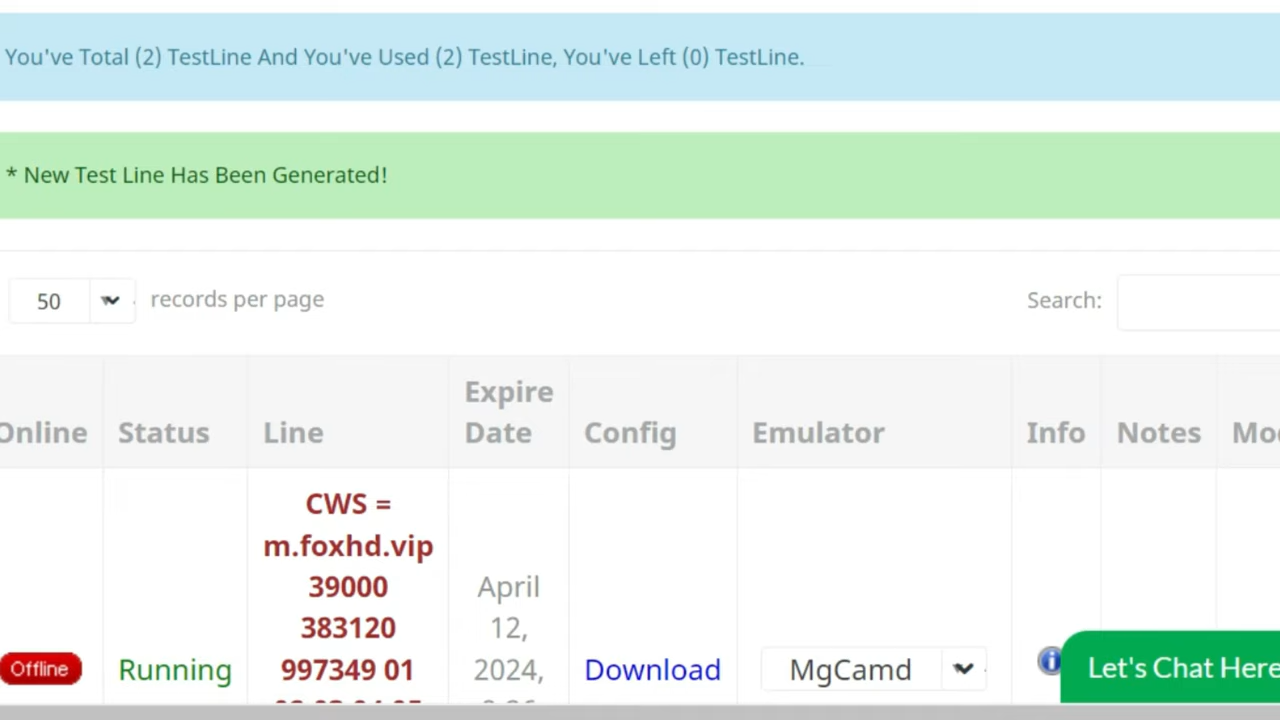 You've Total (2) TestLine And You've Used (2) TestLine, You've Left (0) TestLine.
* New Test Line Has Been Generated!
50 records per page Search:
Online Status Line Expire Date Config Emulator Info Notes
CWS =
m.foxhd.vip
39000
383120
997349 01
April
12,
2024,
Offline Running Download MgCamd
Let's Chat Here